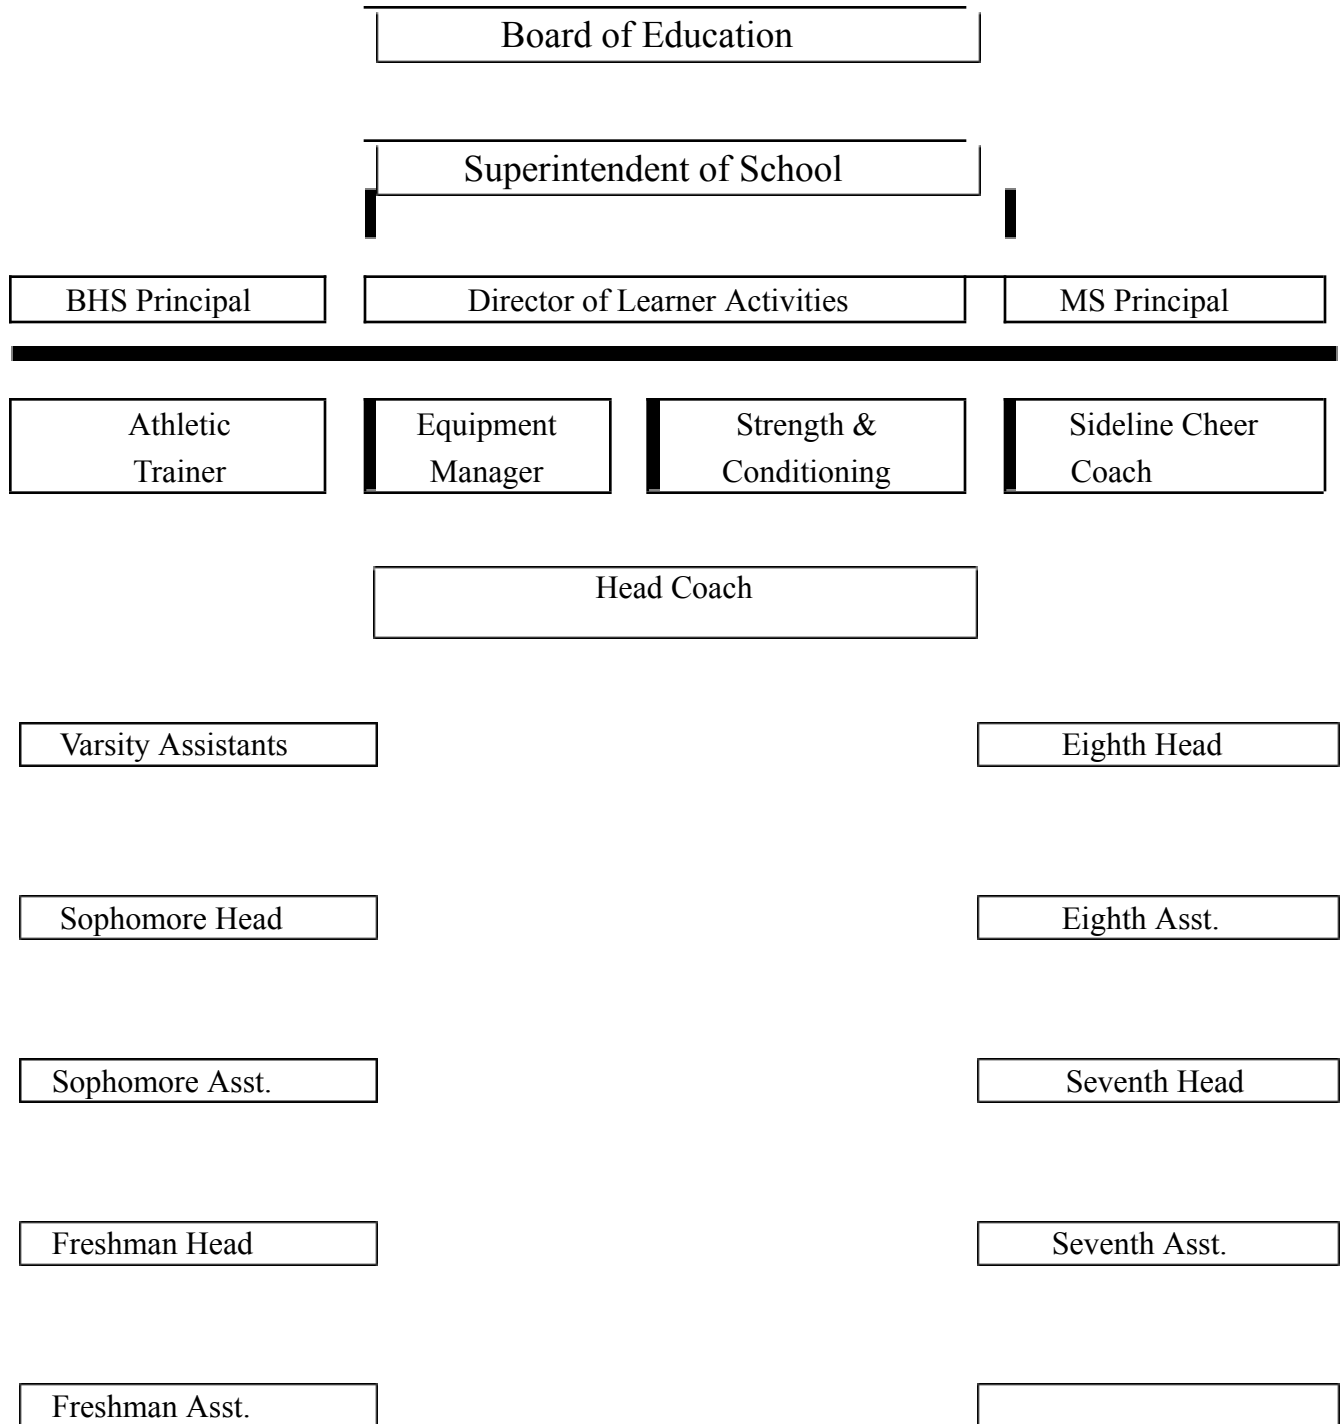 Board of Education
Superintendent of School
BHS Principal
Director of Learner Activities
MS Principal
Athletic
Trainer
Equipment
Manager
Strength &
Conditioning
Sideline Cheer
Coach
Head Coach
Varsity Assistants
Eighth Head
Sophomore Head
Eighth Asst.
Sophomore Asst.
Seventh Head
Freshman Head
Seventh Asst.
Freshman Asst.